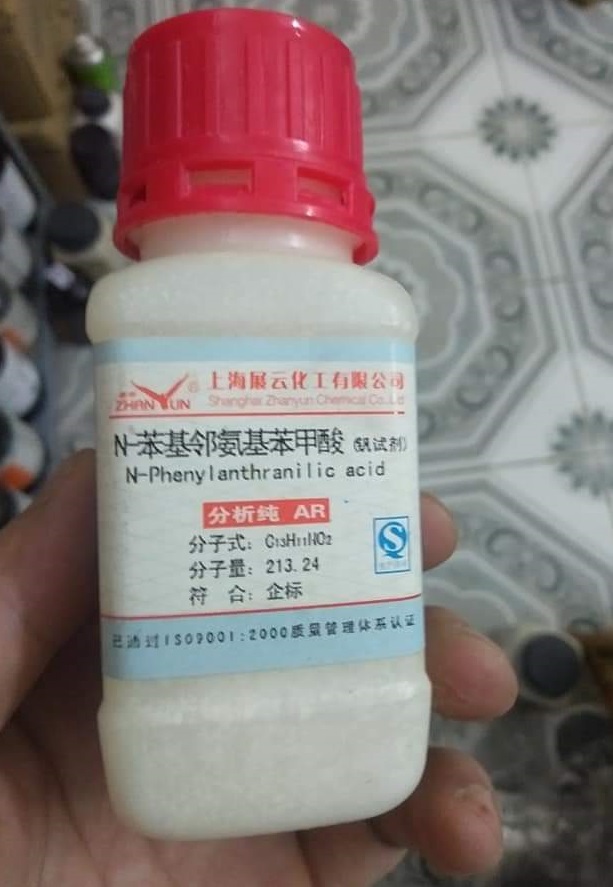 ZHAN YUN ®
上海展云化工有限公司
Shanghai Zhanyun Chemical Co., Ltd
N-苯基邻氨基苯甲酸 (钒试剂)
N-Phenylanthranilic acid
分析纯 AR
分子式: C13H11NO2
分子量: 213.24
符 合: 企标
已通过ISO9001:2000质量管理体系认证